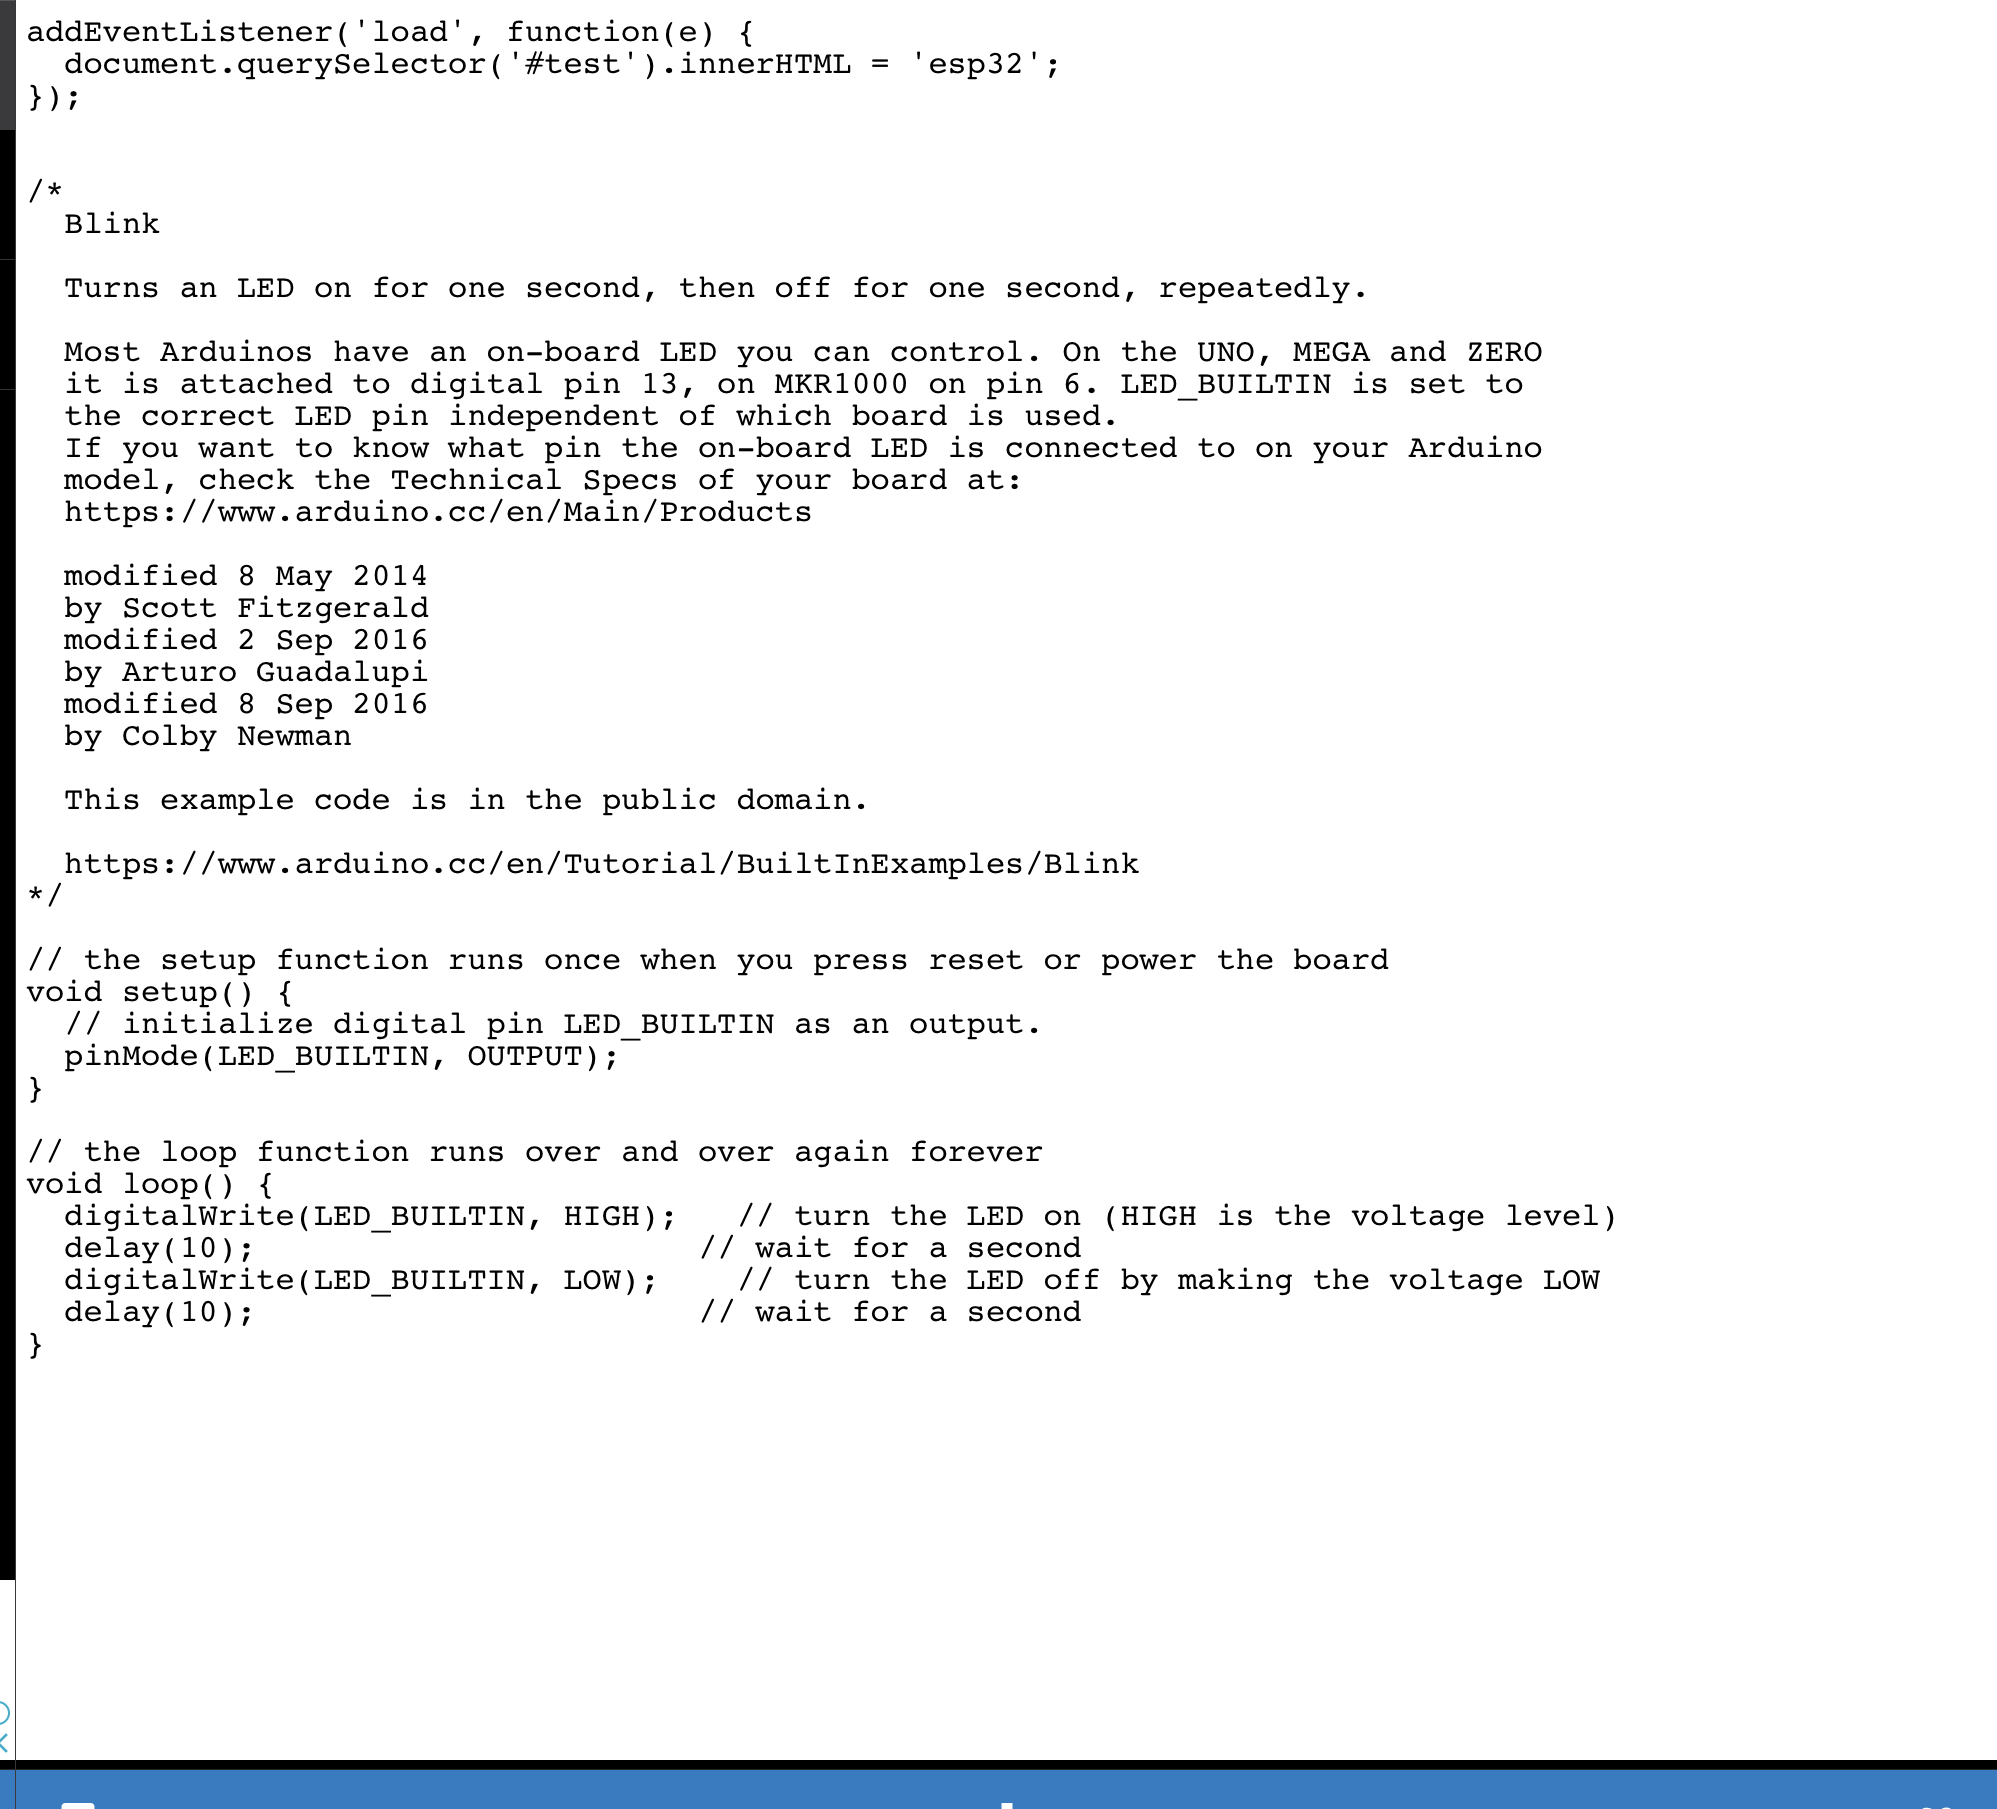 addEventListener('load', function(e) {
  document.querySelector('#test').innerHTML = 'esp32';
});

/*
  Blink

  Turns an LED on for one second, then off for one second, repeatedly.

  Most Arduinos have an on-board LED you can control. On the UNO, MEGA and ZERO
  it is attached to digital pin 13, on MKR1000 on pin 6. LED_BUILTIN is set to
  the correct LED pin independent of which board is used.
  If you want to know what pin the on-board LED is connected to on your Arduino
  model, check the Technical Specs of your board at:
  https://www.arduino.cc/en/Main/Products

  modified 8 May 2014
  by Scott Fitzgerald
  modified 2 Sep 2016
  by Arturo Guadalupi
  modified 8 Sep 2016
  by Colby Newman

  This example code is in the public domain.

  https://www.arduino.cc/en/Tutorial/BuiltInExamples/Blink
*/

// the setup function runs once when you press reset or power the board
void setup() {
  // initialize digital pin LED_BUILTIN as an output.
  pinMode(LED_BUILTIN, OUTPUT);
}

// the loop function runs over and over again forever
void loop() {
  digitalWrite(LED_BUILTIN, HIGH);   // turn the LED on (HIGH is the voltage level)
  delay(10);                       // wait for a second
  digitalWrite(LED_BUILTIN, LOW);    // turn the LED off by making the voltage LOW
  delay(10);                       // wait for a second
}